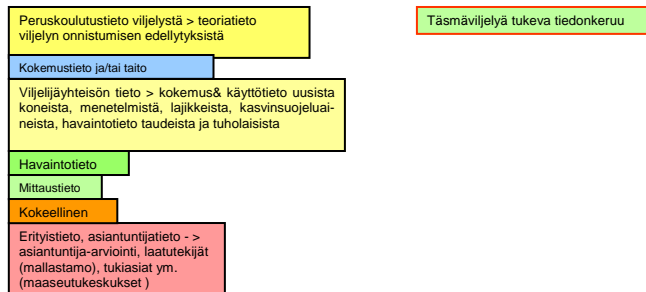 Peruskoulutustieto viljelystä > teoriatieto
viljelyn onnistumisen edellytyksistä
Täsmäviljelyä tukeva tiedonkeruu
Kokemustieto ja/tai taito
Viljelijäyhteisön tieto > kokemus& käyttötieto uusista
koneista, menetelmistä, lajikkeista, kasvinsuojeluai-
neista, havaintotieto taudeista ja tuholaisista
Havaintotieto
Mittaustieto
Kokeellinen
Erityistieto, asiantuntijatieto - >
asiantuntija-arviointi, laatutekijät
(mallastamo), tukiasiat ym.
(maaseutukeskukset )